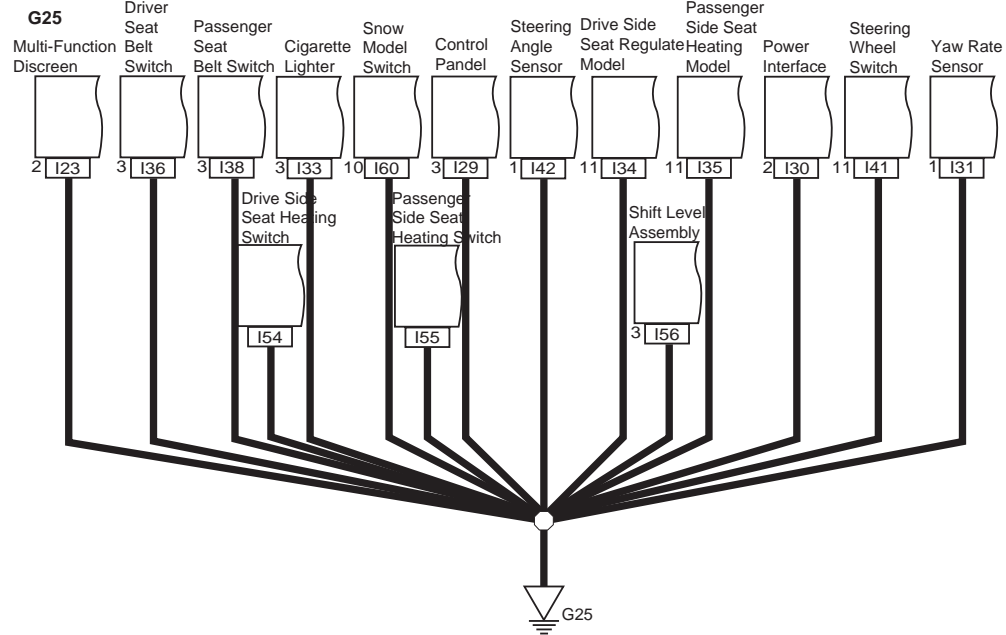 G25
Multi-Function
Discreen
Driver
Seat
Belt
Switch
Passenger
Seat
Belt Switch
Cigarette
Lighter
Snow
Model
Switch
Control
Pandel
Steering
Angle
Sensor
Drive Side
Seat Regulate
Model
Passenger
Side Seat
Heating
Model
Power
Interface
Steering
Wheel
Switch
Yaw Rate
Sensor
2 I23
3 I36
3 I38
3 I33
10 I60
3 I29
1 I42
11 I34
11 I35
2 I30
11 I41
1 I31
Drive Side
Seat Heating
Switch
Passenger
Side Seat
Heating Switch
Shift Level
Assembly
I54
I55
3 I56
G25